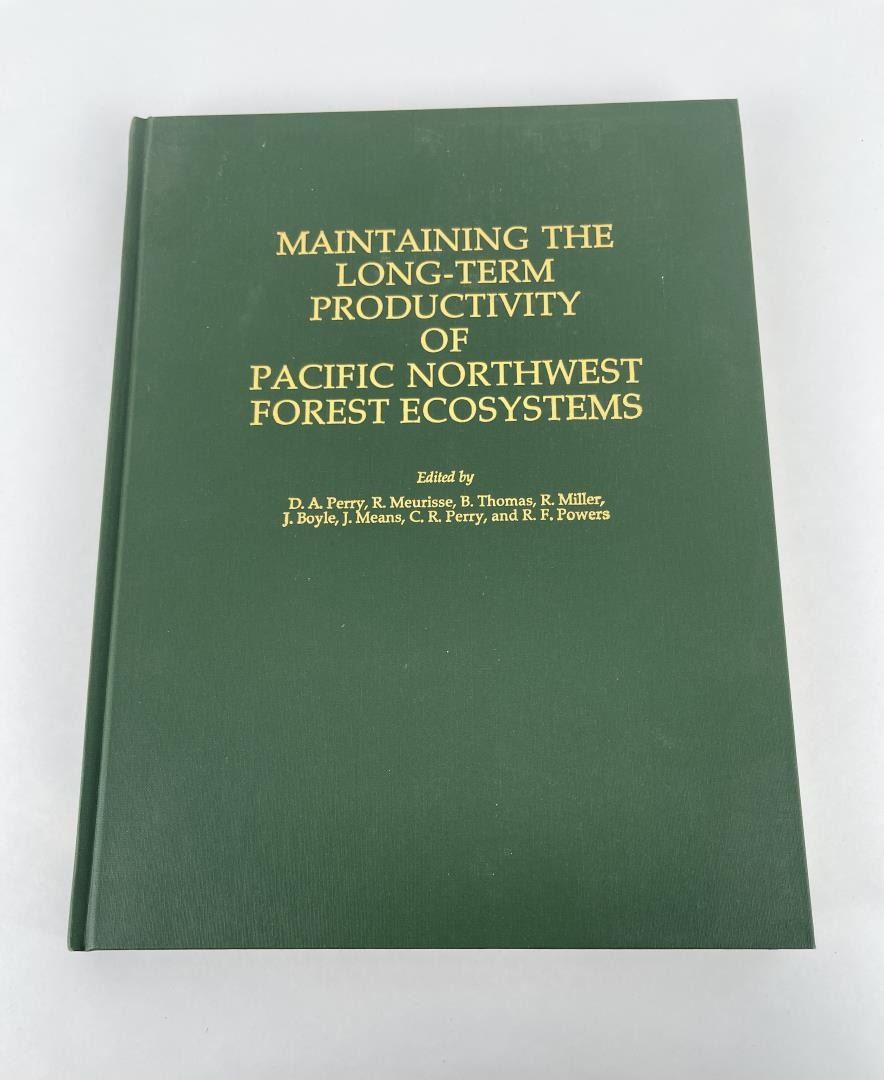 MAINTAINING THE
LONG-TERM
PRODUCTIVITY
OF
PACIFIC NORTHWEST
FOREST ECOSYSTEMS
Edited by
D. A. Perry, R. Meurisse, B. Thomas, R. Miller,
J. Boyle, J. Means, C. R. Perry, and R. F. Powers